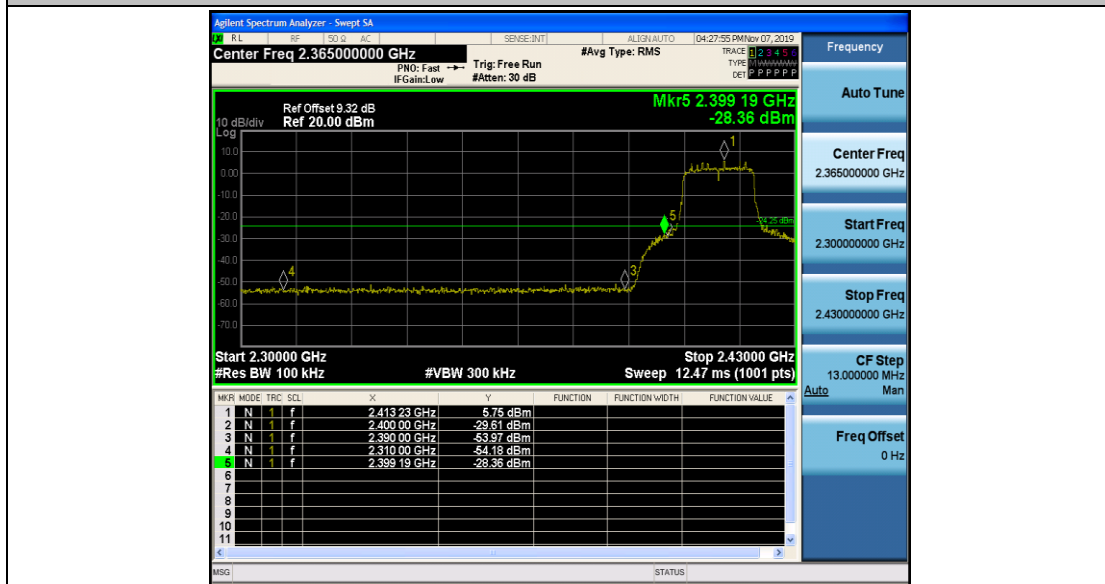 Agilent Spectrum Analyzer - Swept SA
RL RF 50 Ω AC SENSE:INT ALIGN AUTO 04:27:55 PM Nov 07, 2019
Center Freq 2.365000000 GHz #Avg Type: RMS TRACE 1 2 3 4 5 6
PNO: Fast Trig: Free Run TYPE M W W W W W
IFGain:Low #Atten: 30 dB DET P P P P P P
Mkr5 2.399 19 GHz
Ref Offset 9.32 dB
10 dB/div Ref 20.00 dBm -28.36 dBm
Log
10.0
0.00
-10.0
-20.0
-30.0
-40.0
-50.0
-60.0
-70.0
1
5
-24.25 dBm
3
4
Start 2.30000 GHz Stop 2.43000 GHz
#Res BW 100 kHz #VBW 300 kHz Sweep 12.47 ms (1001 pts)
MKR MODE TRC SCL X Y FUNCTION FUNCTION WIDTH FUNCTION VALUE
1 N 1 f 2.413 23 GHz 5.75 dBm
2 N 1 f 2.400 00 GHz -29.61 dBm
3 N 1 f 2.390 00 GHz -53.97 dBm
4 N 1 f 2.310 00 GHz -54.18 dBm
5 N 1 f 2.399 19 GHz -28.36 dBm
6
7
8
9
10
11
MSG STATUS
Frequency
Auto Tune
Center Freq
2.365000000 GHz
Start Freq
2.300000000 GHz
Stop Freq
2.430000000 GHz
CF Step
13.000000 MHz
Auto Man
Freq Offset
0 Hz